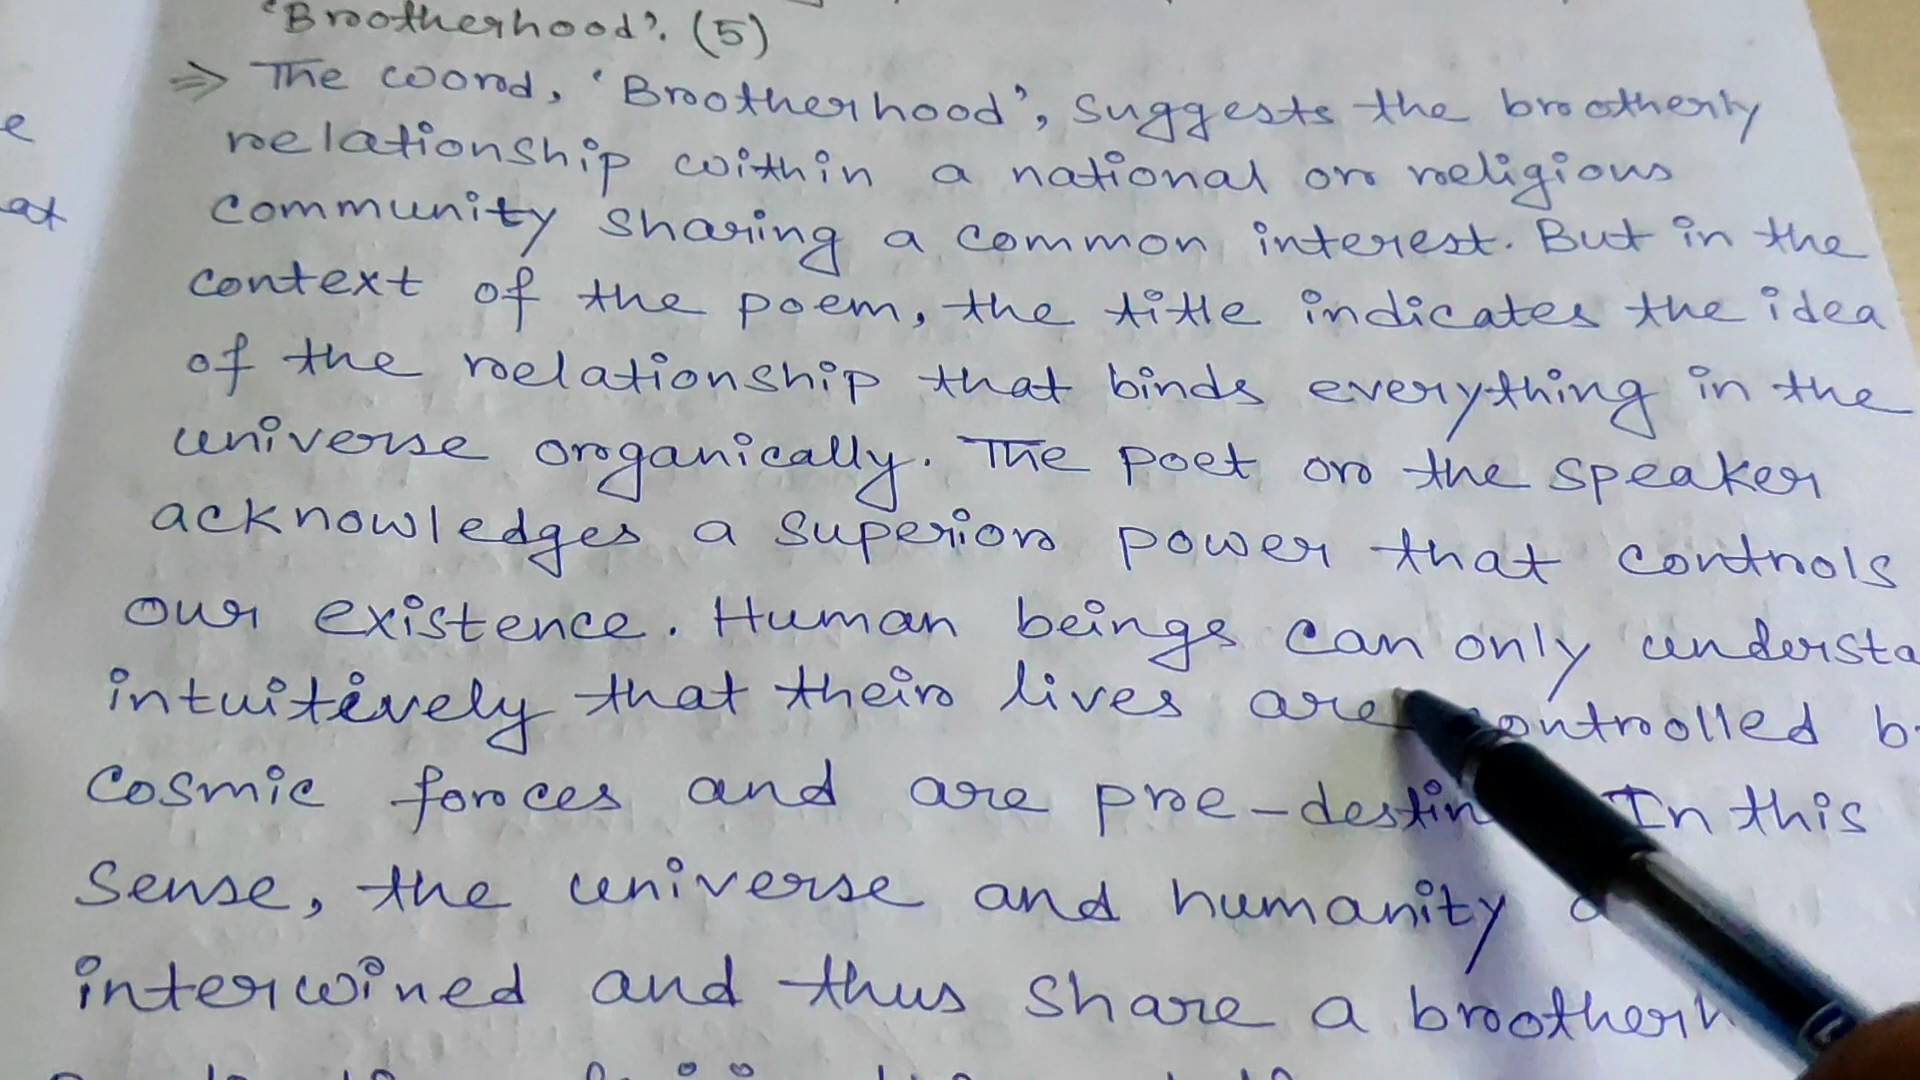 'Brotherhood'. (5)
⇒ The word, 'Brotherhood', suggests the brotherly
e
relationship within a national or religious
at
community sharing a common interest. But in the
context of the poem, the title indicates the idea
of the relationship that binds everything in the
universe organically. The poet or the speaker
acknowledges a superior power that controls
our existence. Human beings can only understa
intuitively that their lives are controlled b
cosmic forces and are pre-destin In this
sense, the universe and humanity
interwined and thus share a brotherh